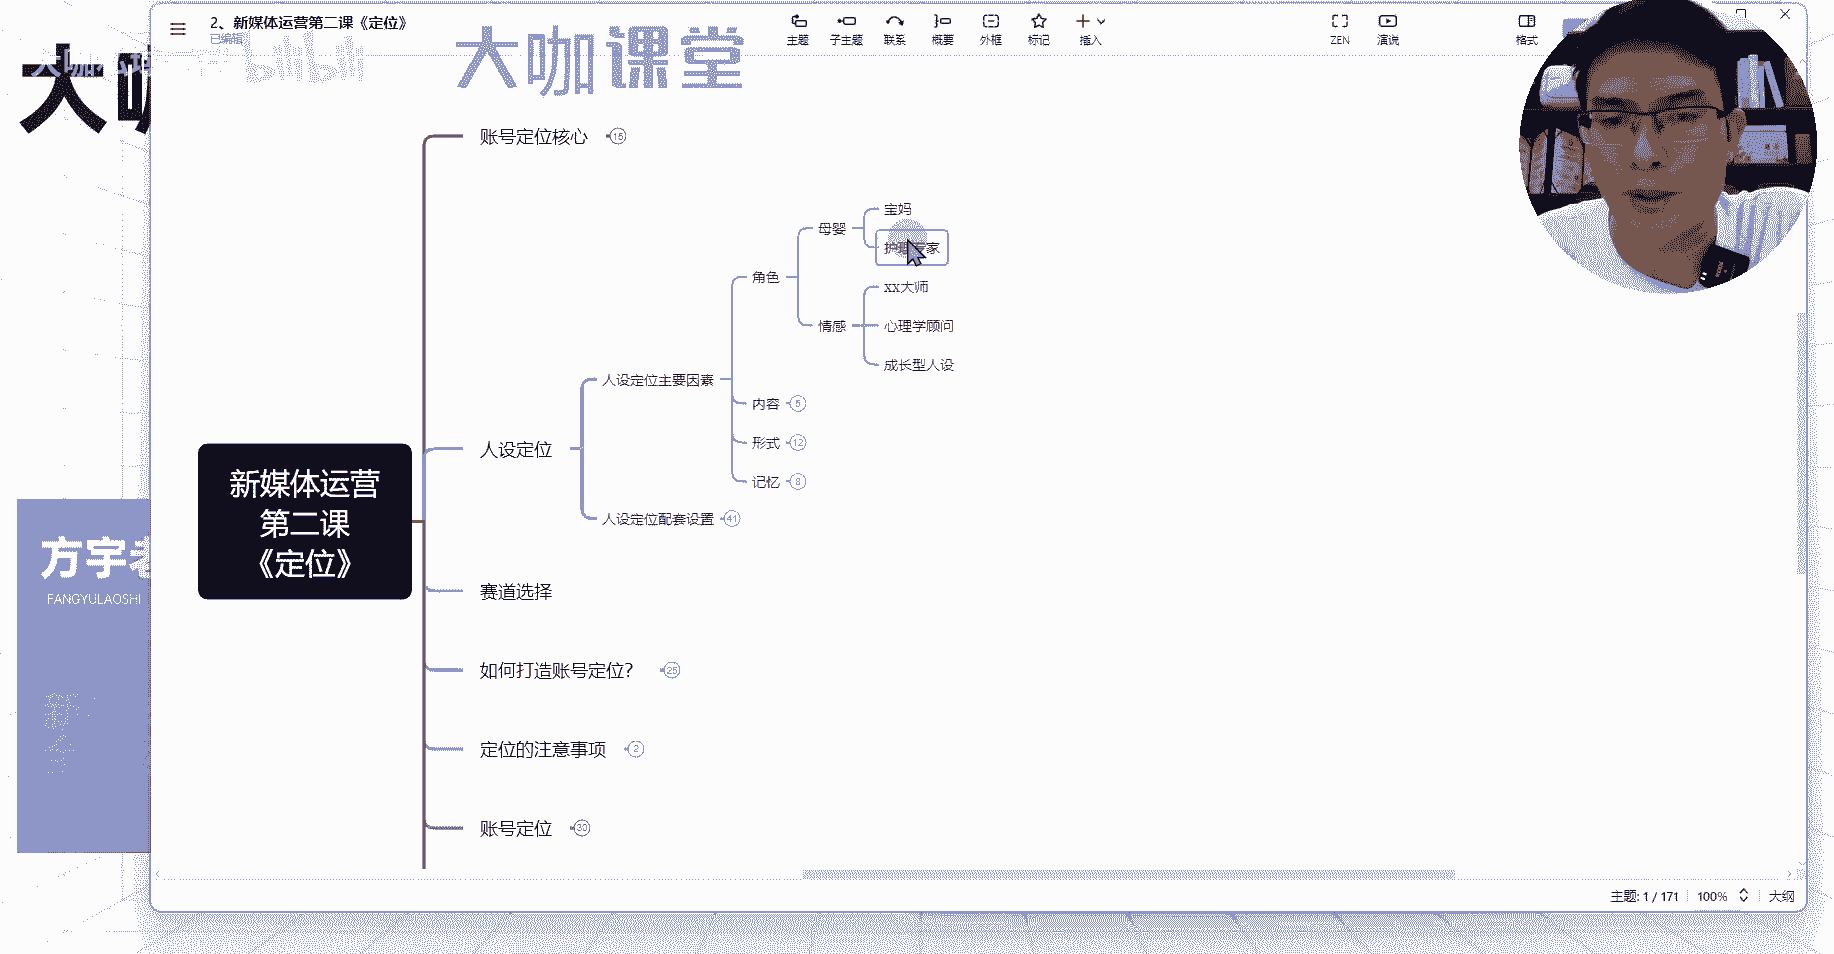 2、新媒体运营第二课《定位》
已编辑
主题
子主题
联系
概要
外框
标记
插入
ZEN
演说
格式
大咖
bilibili
大咖课堂
账号定位核心 15
宝妈
母婴
护理专家
角色
xx大师
情感
心理学顾问
成长型人设
人设定位主要因素
内容 5
形式 12
人设定位
记忆 8
人设定位配套设置 41
新媒体运营
第二课
《定位》
赛道选择
如何打造账号定位? 25
定位的注意事项 2
账号定位 30
方宇老
FANGYULAOSHI
主题: 1 / 171
100%
大纲